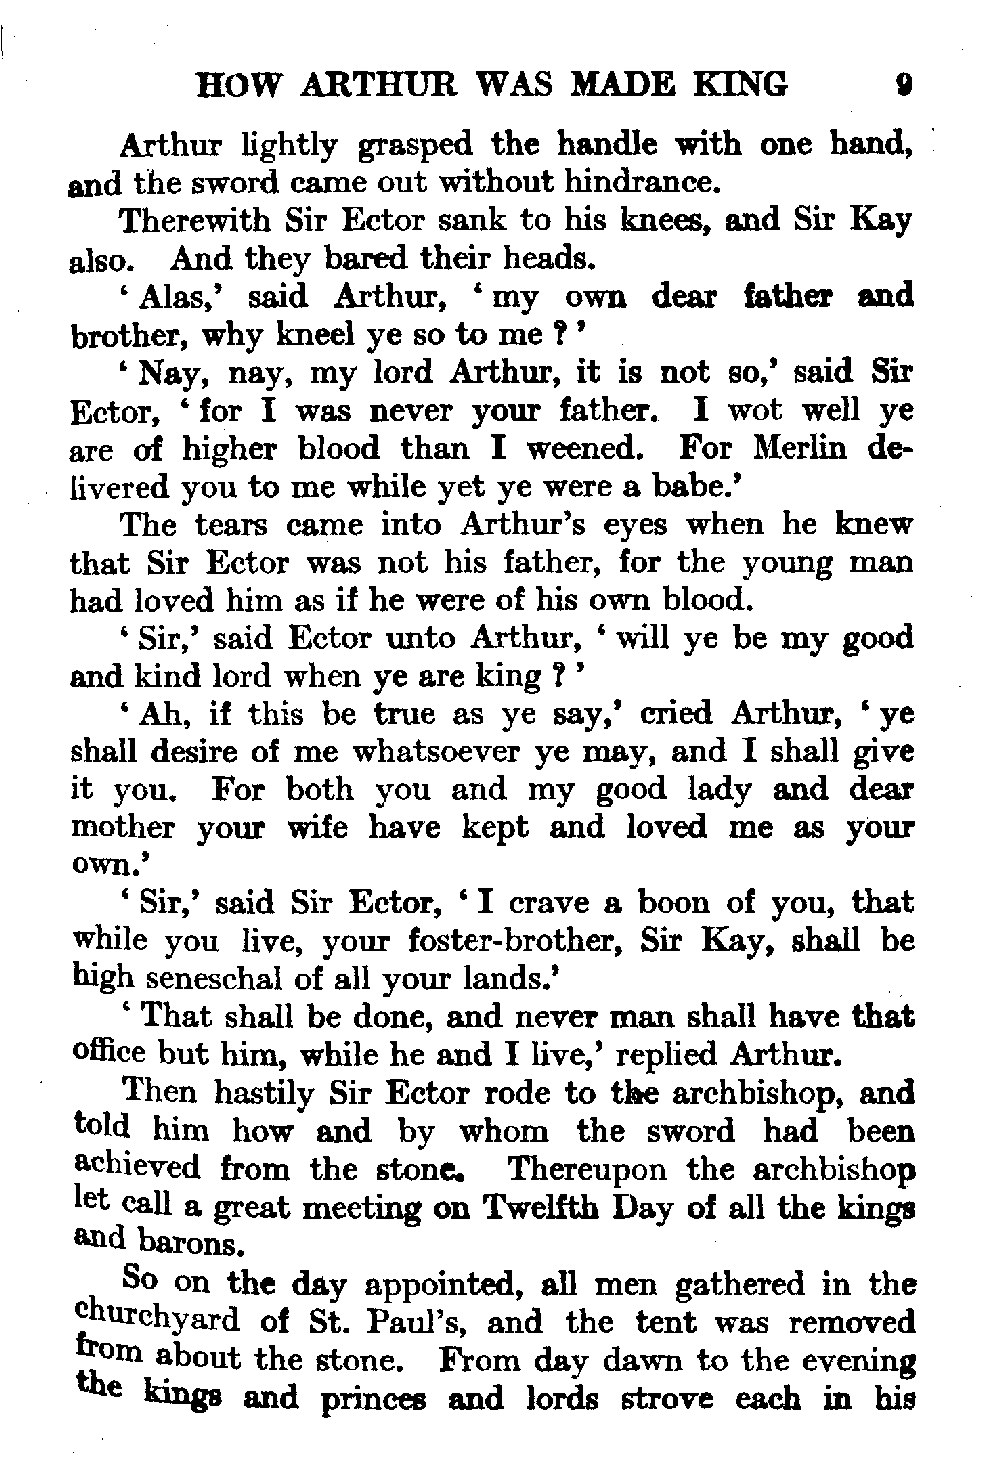 HOW ARTHUR WAS MADE KING 9
Arthur lightly grasped the handle with one hand,
and the sword came out without hindrance.
Therewith Sir Ector sank to his knees, and Sir Kay
also. And they bared their heads.
‘ Alas,’ said Arthur, ‘ my own dear father and
brother, why kneel ye so to me ? ’
‘ Nay, nay, my lord Arthur, it is not so,’ said Sir
Ector, ‘ for I was never your father. I wot well ye
are of higher blood than I weened. For Merlin de-
livered you to me while yet ye were a babe.’
The tears came into Arthur’s eyes when he knew
that Sir Ector was not his father, for the young man
had loved him as if he were of his own blood.
‘ Sir,’ said Ector unto Arthur, ‘ will ye be my good
and kind lord when ye are king ? ’
‘ Ah, if this be true as ye say,’ cried Arthur, ‘ ye
shall desire of me whatsoever ye may, and I shall give
it you. For both you and my good lady and dear
mother your wife have kept and loved me as your
own.’
‘ Sir,’ said Sir Ector, ‘ I crave a boon of you, that
while you live, your foster-brother, Sir Kay, shall be
high seneschal of all your lands.’
‘ That shall be done, and never man shall have that
office but him, while he and I live,’ replied Arthur.
Then hastily Sir Ector rode to the archbishop, and
told him how and by whom the sword had been
achieved from the stone. Thereupon the archbishop
let call a great meeting on Twelfth Day of all the kings
and barons.
So on the day appointed, all men gathered in the
churchyard of St. Paul’s, and the tent was removed
from about the stone. From day dawn to the evening
the kings and princes and lords strove each in his